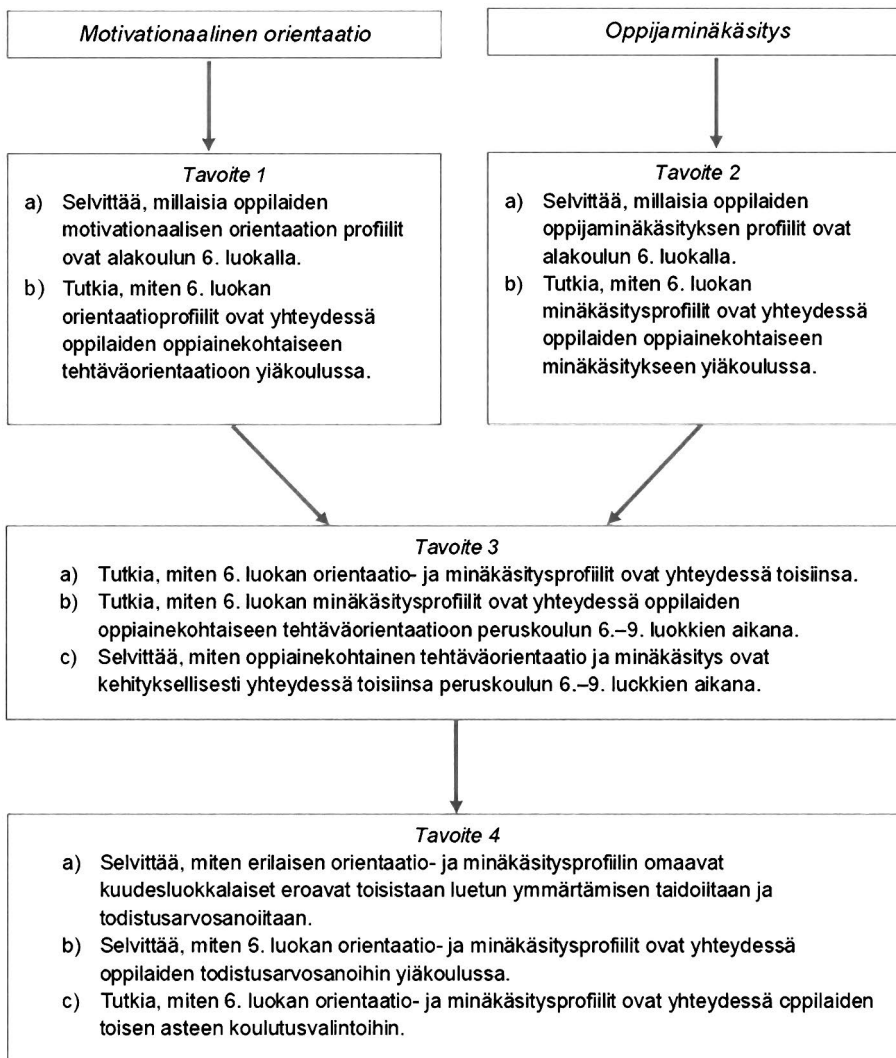 Motivationaalinen orientaatio
Oppijaminäkäsitys
Tavoite 1
a) Selvittää, millaisia oppilaiden
motivationaalisen orientaation profiilit
ovat alakoulun 6. luokalla.
b) Tutkia, miten 6. luokan
orientaatioprofiilit ovat yhteydessä
oppilaiden oppiainekohtaiseen
tehtäväorientaatioon yiäkoulussa.
Tavoite 2
a) Selvittää, millaisia oppilaiden
oppijaminäkäsityksen profiilit ovat
alakoulun 6. luokalla.
b) Tutkia, miten 6. luokan
minäkäsitysprofiilit ovat yhteydessä
oppilaiden oppiainekohtaiseen
minäkäsitykseen yiäkoulussa.
Tavoite 3
a) Tutkia, miten 6. luokan orientaatio- ja minäkäsitysprofiilit ovat yhteydessä toisiinsa.
b) Tutkia, miten 6. luokan minäkäsitysprofiilit ovat yhteydessä oppilaiden
oppiainekohtaiseen tehtäväorientaatioon peruskoulun 6.–9. luokkien aikana.
c) Selvittää, miten oppiainekohtainen tehtäväorientaatio ja minäkäsitys ovat
kehityksellisesti yhteydessä toisiinsa peruskoulun 6.–9. luckkien aikana.
Tavoite 4
a) Selvittää, miten erilaisen orientaatio- ja minäkäsitysprofiilin omaavat
kuudesluokkalaiset eroavat toisistaan luetun ymmärtämisen taidoiitaan ja
todistusarvosanoiitaan.
b) Selvittää, miten 6. luokan orientaatio- ja minäkäsitysprofiilit ovat yhteydessä
oppilaiden todistusarvosanoihin yiäkoulussa.
c) Tutkia, miten 6. luokan orientaatio- ja minäkäsitysprofiilit ovat yhteydessä cppilaiden
toisen asteen koulutusvalintoihin.